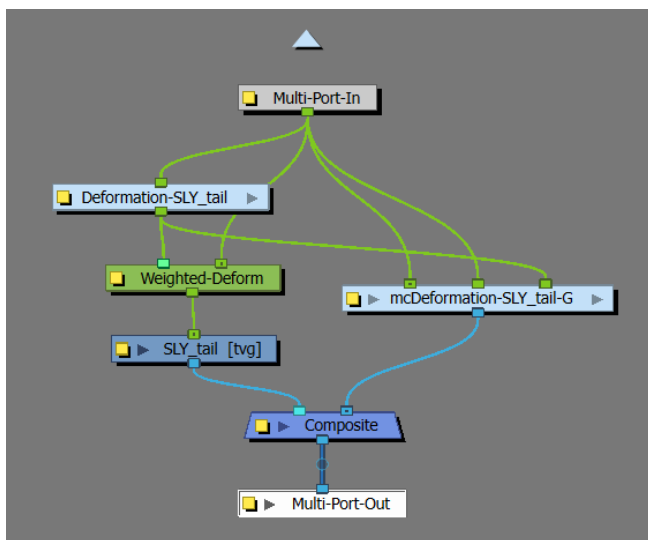 Multi-Port-In
Deformation-SLY_tail
Weighted-Deform
mcDeformation-SLY_tail-G
SLY_tail [tvg]
Composite
Multi-Port-Out